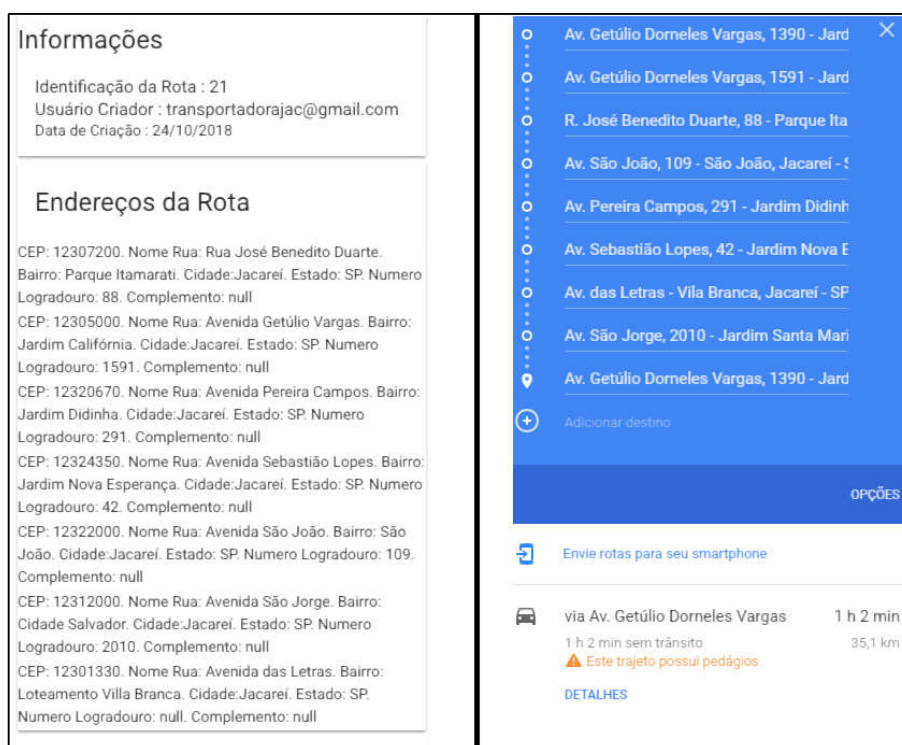 Informações
Identificação da Rota : 21
Usuário Criador : transportadorajac@gmail.com
Data de Criação : 24/10/2018
Endereços da Rota
CEP: 12307200. Nome Rua: Rua José Benedito Duarte.
Bairro: Parque Itamarati. Cidade:Jacareí. Estado: SP. Numero
Logradouro: 88. Complemento: null
CEP: 12305000. Nome Rua: Avenida Getúlio Vargas. Bairro:
Jardim Califórnia. Cidade:Jacareí. Estado: SP. Numero
Logradouro: 1591. Complemento: null
CEP: 12320670. Nome Rua: Avenida Pereira Campos. Bairro:
Jardim Didinha. Cidade:Jacareí. Estado: SP. Numero
Logradouro: 291. Complemento: null
CEP: 12324350. Nome Rua: Avenida Sebastião Lopes. Bairro:
Jardim Nova Esperança. Cidade:Jacareí. Estado: SP. Numero
Logradouro: 42. Complemento: null
CEP: 12322000. Nome Rua: Avenida São João. Bairro: São
João. Cidade:Jacareí. Estado: SP. Numero Logradouro: 109.
Complemento: null
CEP: 12312000. Nome Rua: Avenida São Jorge. Bairro:
Cidade Salvador. Cidade:Jacareí. Estado: SP. Numero
Logradouro: 2010. Complemento: null
CEP: 12301330. Nome Rua: Avenida das Letras. Bairro:
Loteamento Villa Branca. Cidade:Jacareí. Estado: SP.
Numero Logradouro: null. Complemento: null
Av. Getúlio Dorneles Vargas, 1390 - Jard
Av. Getúlio Dorneles Vargas, 1591 - Jard
R. José Benedito Duarte, 88 - Parque Ita
Av. São João, 109 - São João, Jacareí - S
Av. Pereira Campos, 291 - Jardim Didinh
Av. Sebastião Lopes, 42 - Jardim Nova E
Av. das Letras - Vila Branca, Jacareí - SP
Av. São Jorge, 2010 - Jardim Santa Mari
Av. Getúlio Dorneles Vargas, 1390 - Jard
Adicionar destino
OPÇÕES
Envie rotas para seu smartphone
via Av. Getúlio Dorneles Vargas 1 h 2 min
1 h 2 min sem trânsito 35,1 km
Este trajeto possui pedágios.
DETALHES